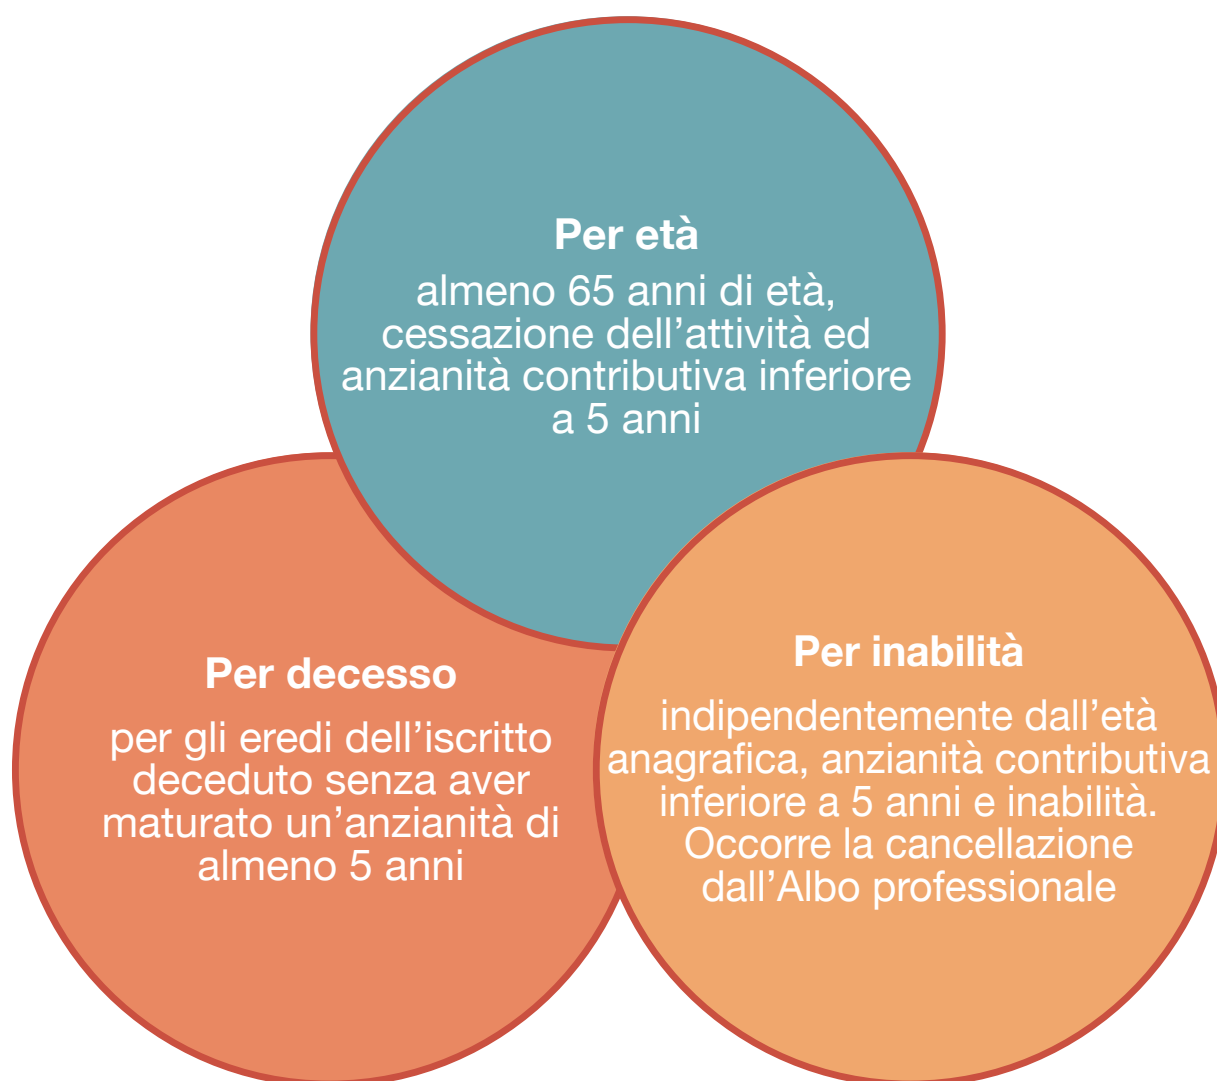 Per età
almeno 65 anni di età,
cessazione dell’attività ed
anzianità contributiva inferiore
a 5 anni
Per decesso
per gli eredi dell’iscritto
deceduto senza aver
maturato un’anzianità di
almeno 5 anni
Per inabilità
indipendentemente dall’età
anagrafica, anzianità contributiva
inferiore a 5 anni e inabilità.
Occorre la cancellazione
dall’Albo professionale